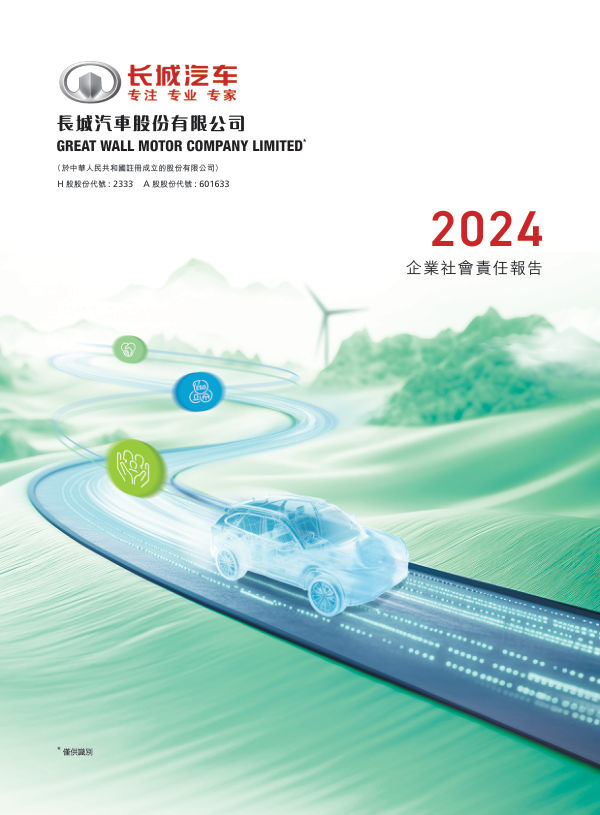 长城汽车
专注 专业 专家
長城汽車股份有限公司
GREAT WALL MOTOR COMPANY LIMITED*
（於中華人民共和國註冊成立的股份有限公司）
H 股股份代號 : 2333 A 股股份代號 : 601633
2024
企業社會責任報告
ESG
* 僅供識別